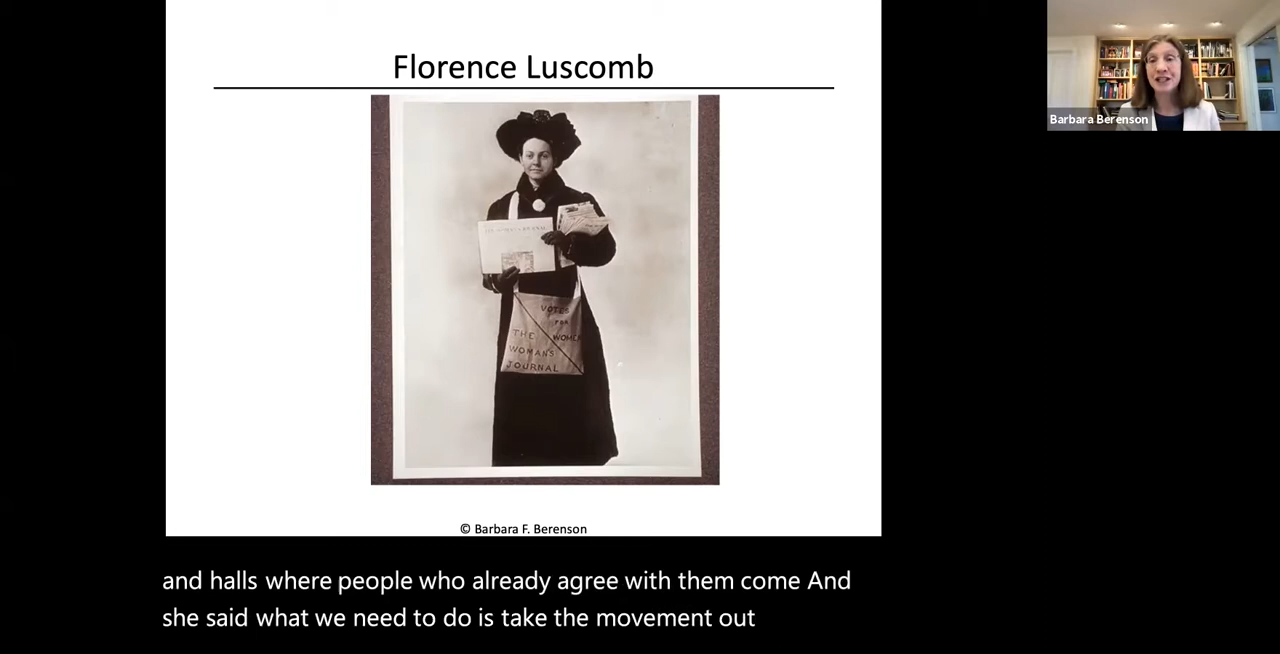 Florence Luscomb
Barbara Berenson
VOTES
FOR
THE WOMEN
WOMAN'S
JOURNAL
© Barbara F. Berenson
and halls where people who already agree with them come And
she said what we need to do is take the movement out